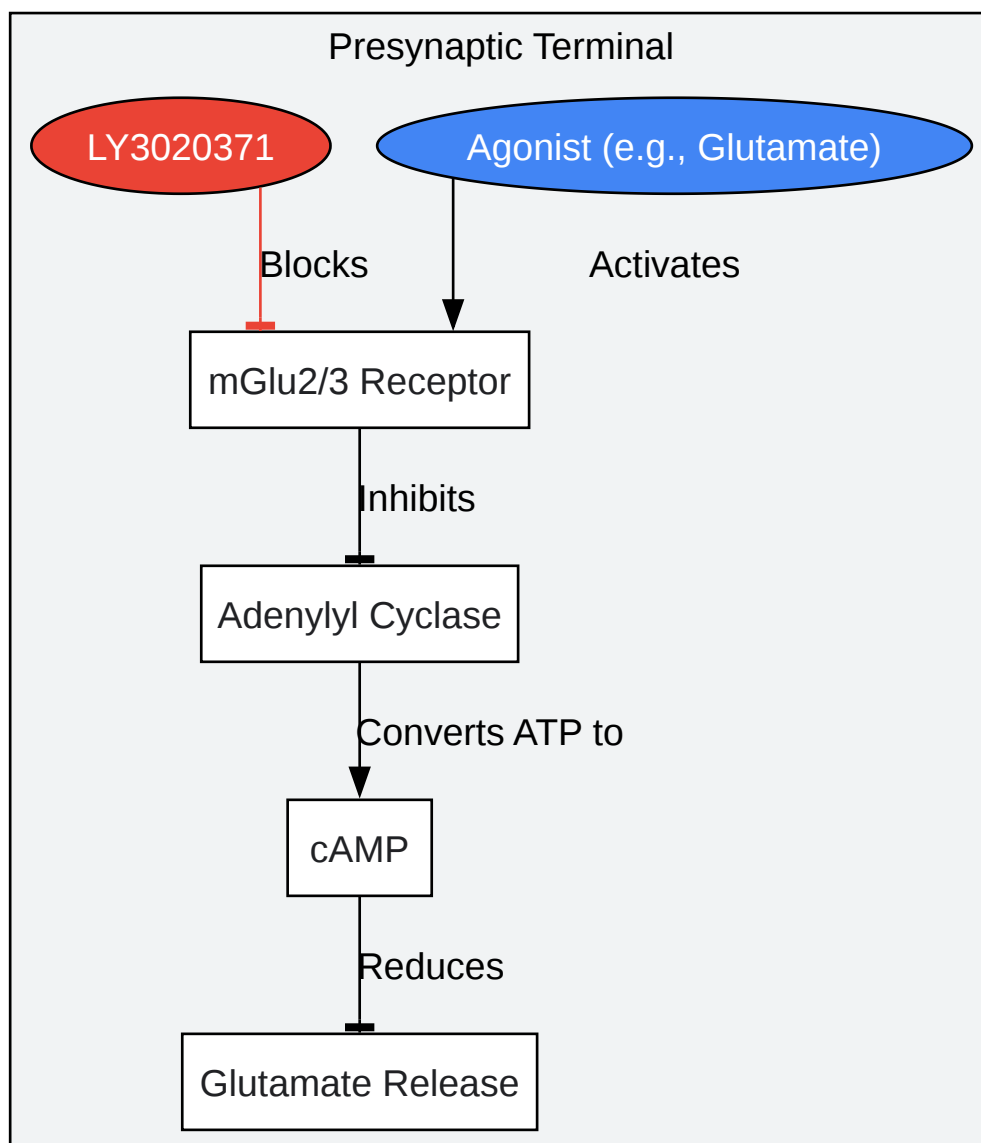 Presynaptic Terminal
LY3020371
Agonist (e.g., Glutamate)
Blocks
Activates
mGlu2/3 Receptor
Inhibits
Adenylyl Cyclase
Converts ATP to
cAMP
Reduces
Glutamate Release